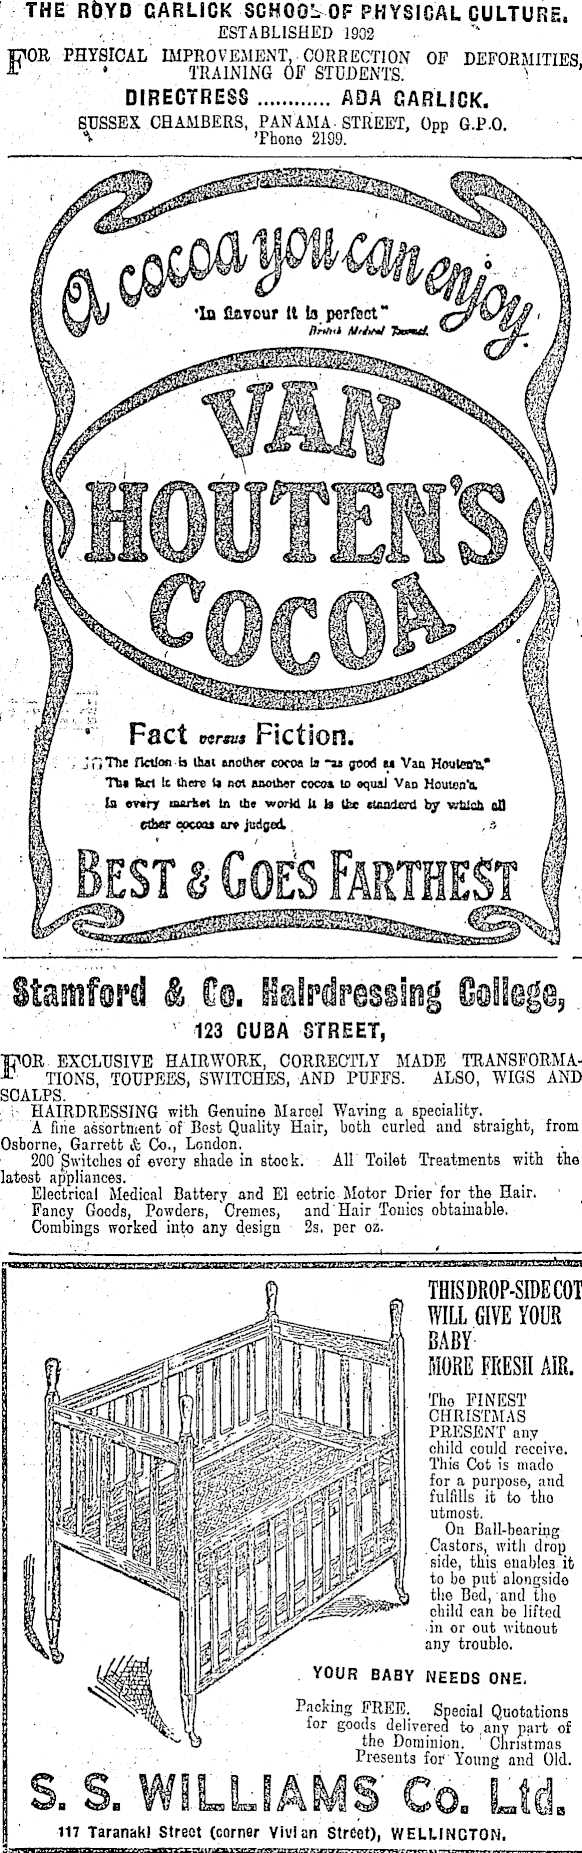 THE ROYD GARLICK SCHOOL OF PHYSICAL CULTURE.
ESTABLISHED 1902
FOR PHYSICAL IMPROVEMENT, CORRECTION OF DEFORMITIES,
TRAINING OF STUDENTS.
DIRECTRESS ............ ADA GARLICK.
SUSSEX CHAMBERS, PANAMA STREET, Opp G.P.O.
'Phone 2199.
A cocoa you can enjoy.
"In flavour it is perfect"
British Medical Journal.
VAN
HOUTEN'S
COCOA
Fact versus Fiction.
The fiction is that another cocoa is "as good as Van Houten's."
The fact is there is not another cocoa to equal Van Houten's.
In every market in the world it is the standard by which all
other cocoas are judged.
BEST & GOES FARTHEST
Stamford & Co. Hairdressing College,
123 CUBA STREET,
FOR EXCLUSIVE HAIRWORK, CORRECTLY MADE TRANSFORMA-
TIONS, TOUPEES, SWITCHES, AND PUFFS. ALSO, WIGS AND
SCALPS.
HAIRDRESSING with Genuine Marcel Waving a speciality.
A fine assortment of Best Quality Hair, both curled and straight, from
Osborne, Garrett & Co., London.
200 Switches of every shade in stock. All Toilet Treatments with the
latest appliances.
Electrical Medical Battery and El ectric Motor Drier for the Hair.
Fancy Goods, Powders, Cremes, and Hair Tonics obtainable.
Combings worked into any design 2s. per oz.
THIS DROP-SIDE COT
WILL GIVE YOUR
BABY
MORE FRESH AIR.
The FINEST
CHRISTMAS
PRESENT any
child could receive.
This Cot is made
for a purpose, and
fulfills it to the
utmost.
On Ball-bearing
Castors, with drop
side, this enables it
to be put alongside
the Bed, and the
child can be lifted
in or out without
any trouble.
YOUR BABY NEEDS ONE.
Packing FREE. Special Quotations
for goods delivered to any part of
the Dominion. Christmas
Presents for Young and Old.
S. S. WILLIAMS Co. Ltd.
117 Taranaki Street (corner Vivian Street), WELLINGTON.